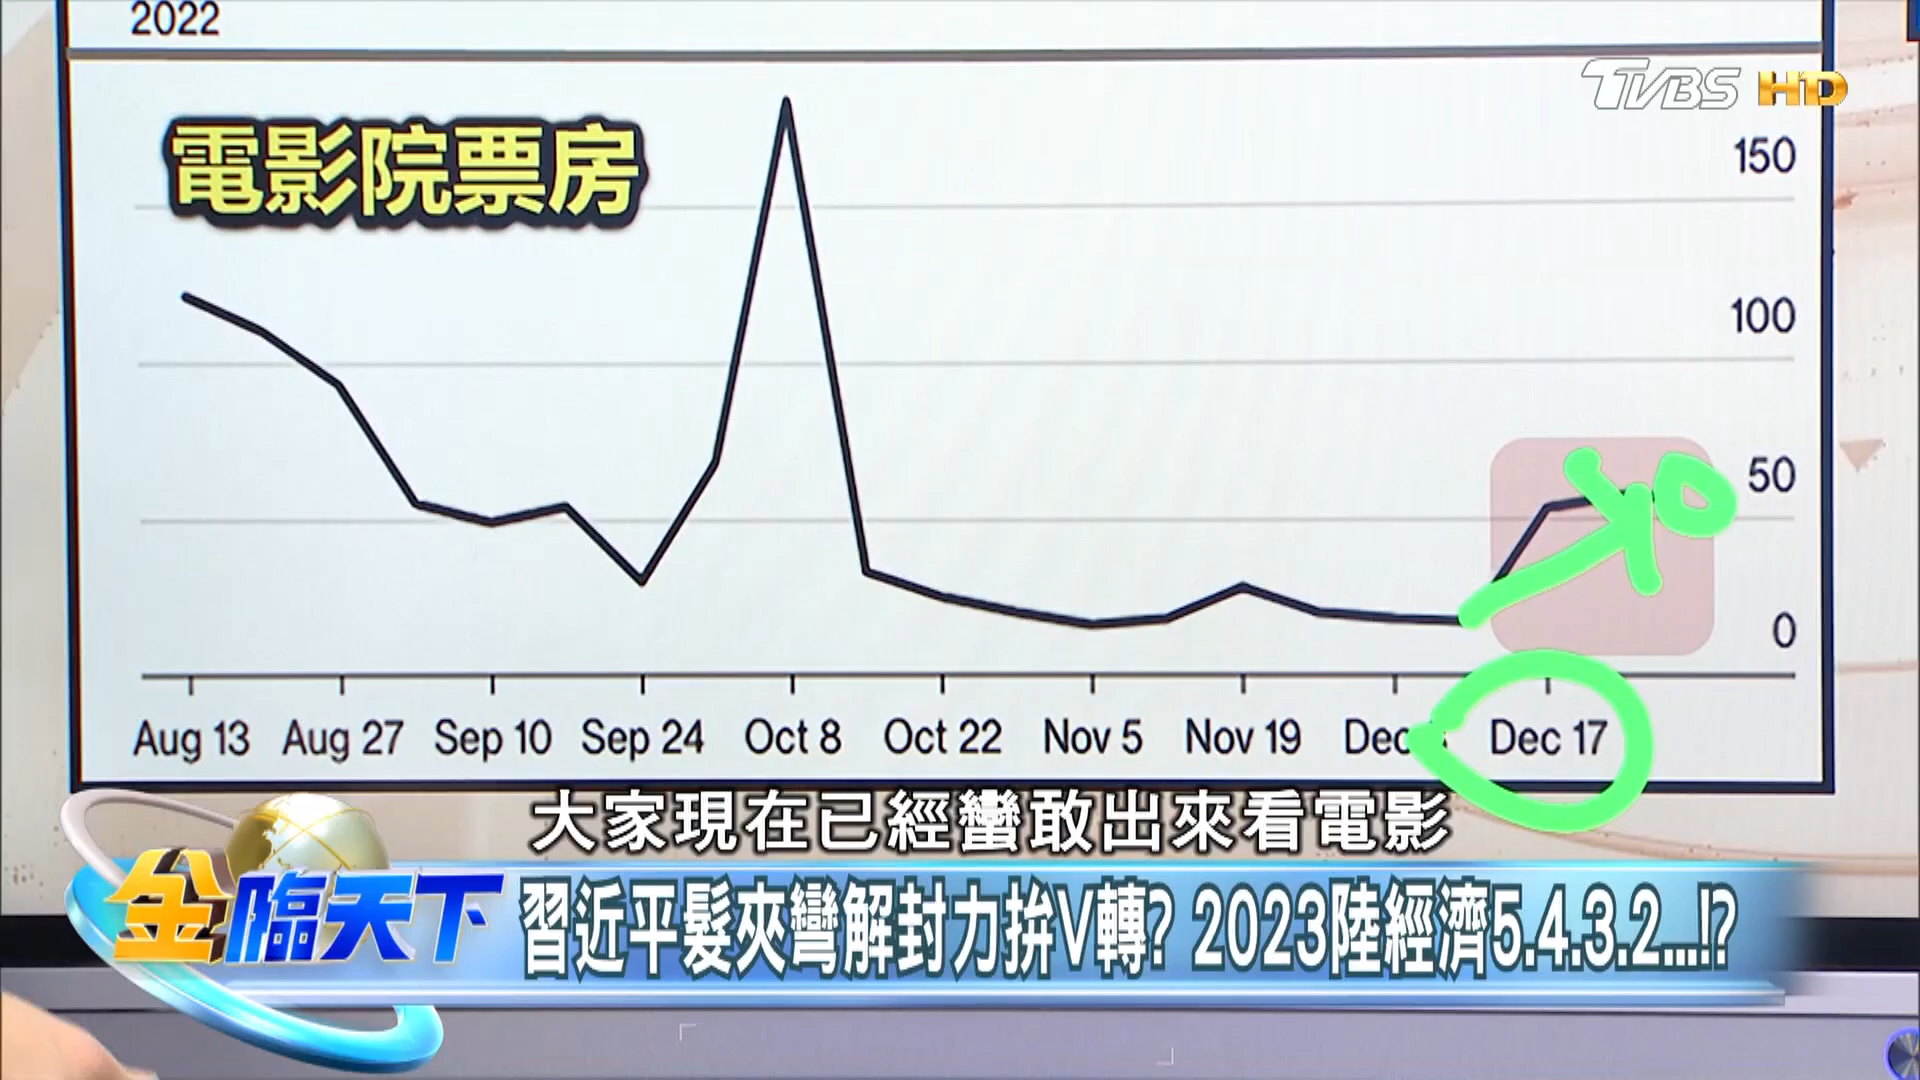 2022
TVBS HD
電影院票房
150
100
50
0
Aug 13 Aug 27 Sep 10 Sep 24 Oct 8 Oct 22 Nov 5 Nov 19 Dec Dec 17
大家現在已經蠻敢出來看電影
金臨天下
習近平髮夾彎解封力拚V轉? 2023陸經濟5.4.3.2...!?